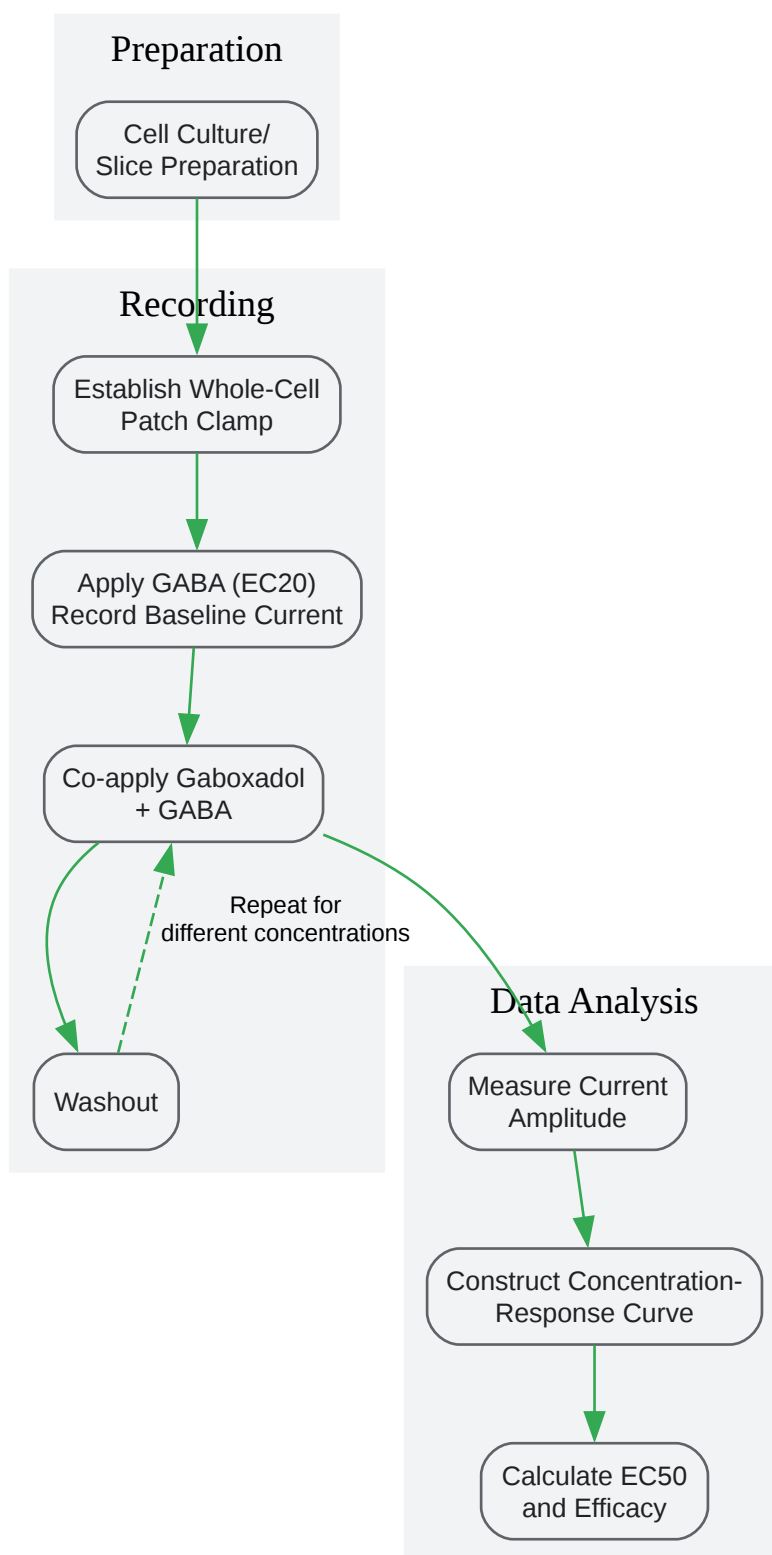 Preparation
Cell Culture/
Slice Preparation
Recording
Establish Whole-Cell
Patch Clamp
Apply GABA (EC20)
Record Baseline Current
Co-apply Gaboxadol
+ GABA
Repeat for
different concentrations
Washout
Data Analysis
Measure Current
Amplitude
Construct Concentration-
Response Curve
Calculate EC50
and Efficacy